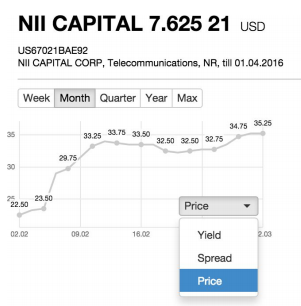 NII CAPITAL 7.625 21 USD
US67021BAE92
NII CAPITAL CORP, Telecommunications, NR, till 01.04.2016
Week Month Quarter Year Max
35.25
34.75
33.25 33.75 33.50 32.50 32.50 32.75
35
29.75
30
25
22.50 23.50
Price
02.02 09.02 16.02 2.03
Yield
Spread
Price